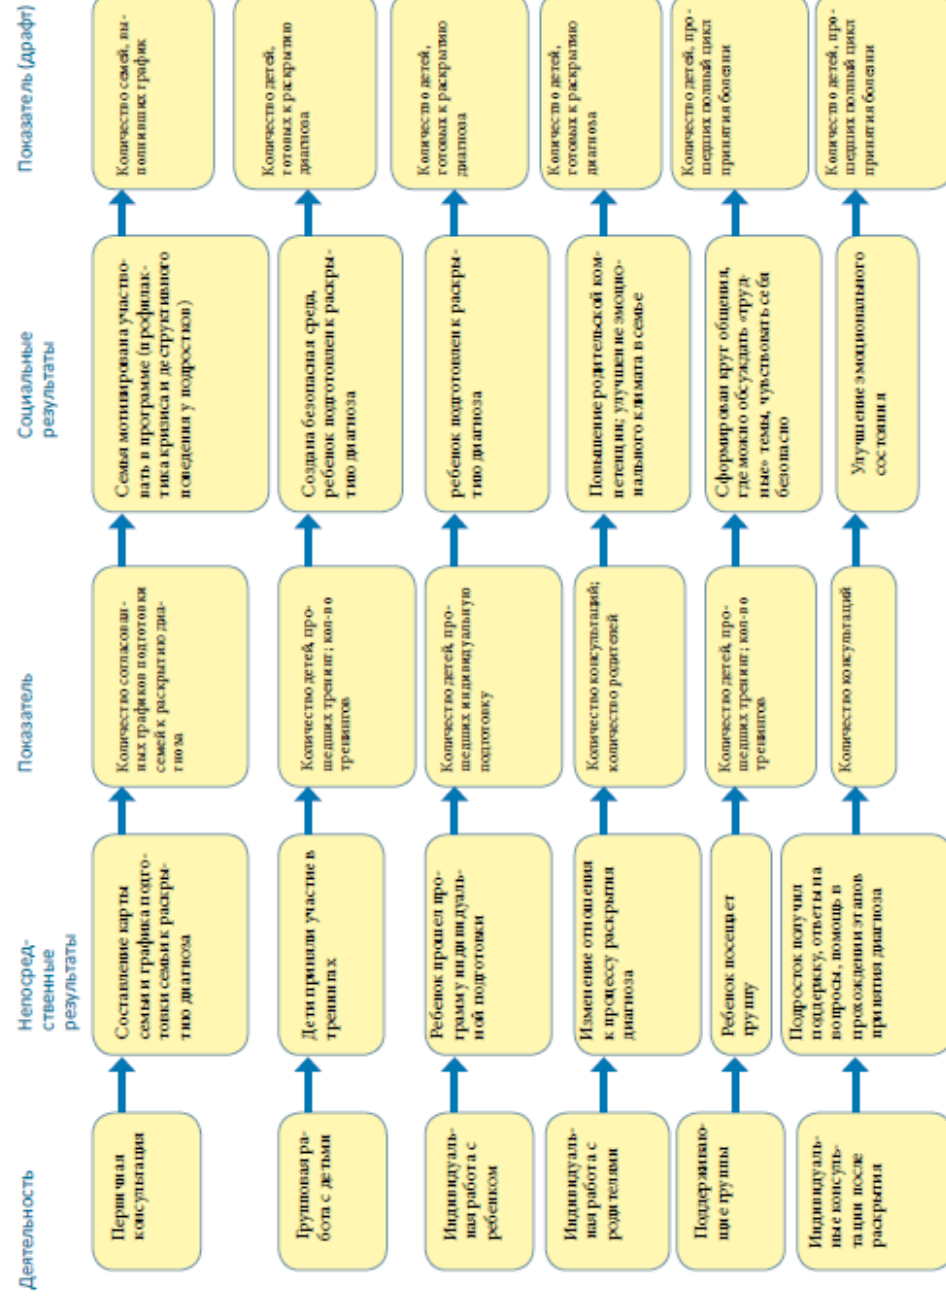 Деятельность
Непосред-
ственные
результаты
Показатель
Социальные
результаты
Показатель (драфт)
Первичная
консультация
Составление карты
семьи и графика подго-
товки семьи к раскры-
тию диагноза
Количество согласован-
ных графиков подготовки
семей к раскрытию диа-
гноза
Семья мотивирована участво-
вать в программе (профилак-
тика кризиса и деструктивного
поведения у подростков)
Количество семей, вы-
полнивших график
Групповая ра-
бота с детьми
Дети приняли участие в
тренингах
Количество детей, про-
шедших тренинг; кол-во
тренингов
Создана безопасная среда,
ребенок подготовлен к раскры-
тию диагноза
Количество детей,
готовых к раскрытию
диагноза
Индивидуаль-
ная работа с
ребенком
Ребенок прошел про-
грамму индивидуаль-
ной подготовки
Количество детей, про-
шедших индивидуальную
подготовку
ребенок подготовлен к раскры-
тию диагноза
Количество детей,
готовых к раскрытию
диагноза
Индивидуаль-
ная работа с
родителями
Изменение отношения
к процессу раскрытия
диагноза
Количество консультаций;
количество родителей
Повышение родительской ком-
петенции; улучшение эмоцио-
нального климата в семье
Количество детей,
готовых к раскрытию
диагноза
Поддерживаю-
щие группы
Ребенок посещает
группу
Количество детей, про-
шедших тренинг; кол-во
тренингов
Сформирован круг общения,
где можно обсуждать «труд-
ные» темы, чувствовать себя
безопасно
Количество детей, про-
шедших полный цикл
принятия болезни
Индивидуаль-
ные консуль-
тации после
раскрытия
Подросток получил
поддержку, ответы на
вопросы, помощь в
прохождении этапов
принятия диагноза
Количество консультаций
Улучшение эмоционального
состояния
Количество детей, про-
шедших полный цикл
принятия болезни